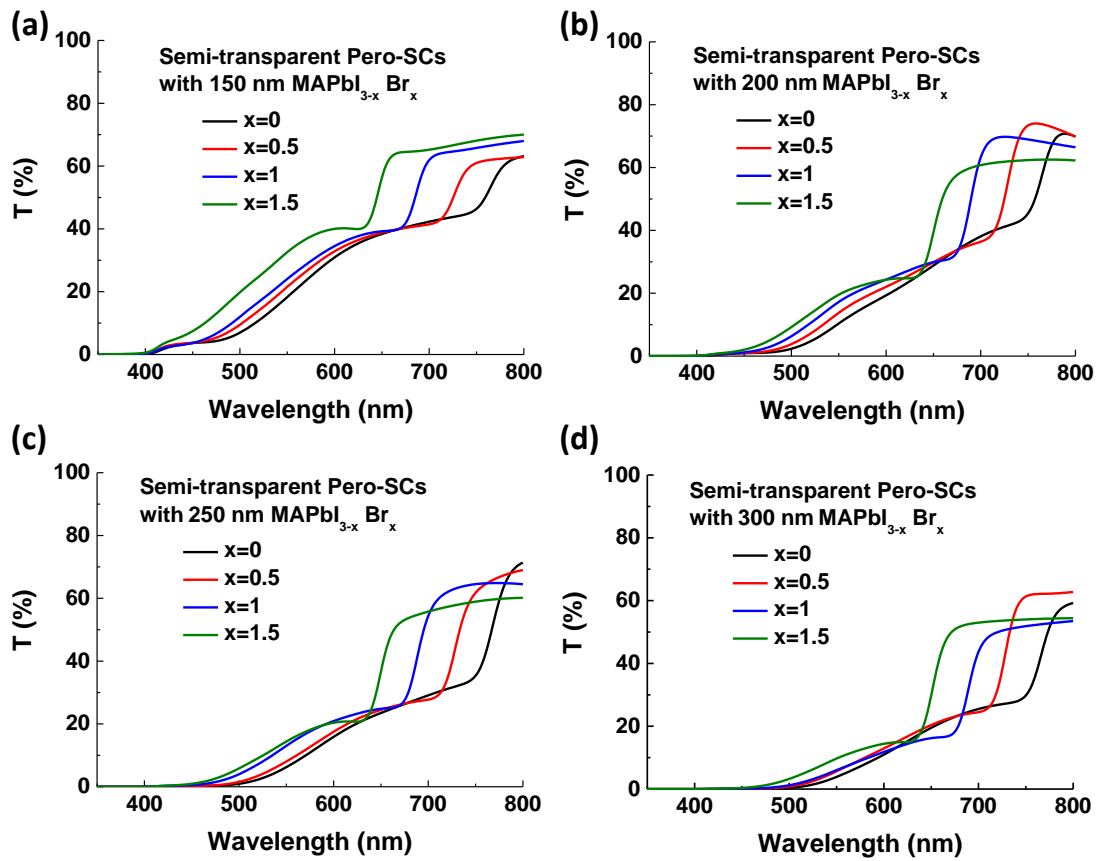 (a)
Semi-transparent Pero-SCs
with 150 nm MAPbI3-x Brx
x=0
x=0.5
x=1
x=1.5
T (%)
100
80
60
40
20
0
400 500 600 700 800
Wavelength (nm)
(b)
Semi-transparent Pero-SCs
with 200 nm MAPbI3-x Brx
x=0
x=0.5
x=1
x=1.5
T (%)
100
80
60
40
20
0
400 500 600 700 800
Wavelength (nm)
(c)
Semi-transparent Pero-SCs
with 250 nm MAPbI3-x Brx
x=0
x=0.5
x=1
x=1.5
T (%)
100
80
60
40
20
0
400 500 600 700 800
Wavelength (nm)
(d)
Semi-transparent Pero-SCs
with 300 nm MAPbI3-x Brx
x=0
x=0.5
x=1
x=1.5
T (%)
100
80
60
40
20
0
400 500 600 700 800
Wavelength (nm)